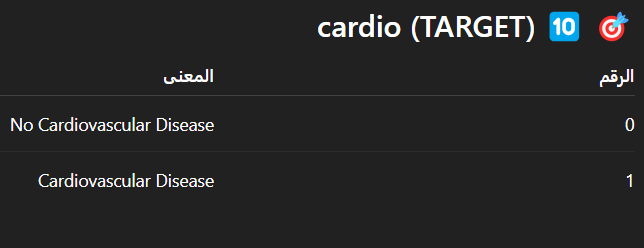 🎯 🔟 cardio (TARGET)
الرقم المعنى
0 No Cardiovascular Disease
1 Cardiovascular Disease